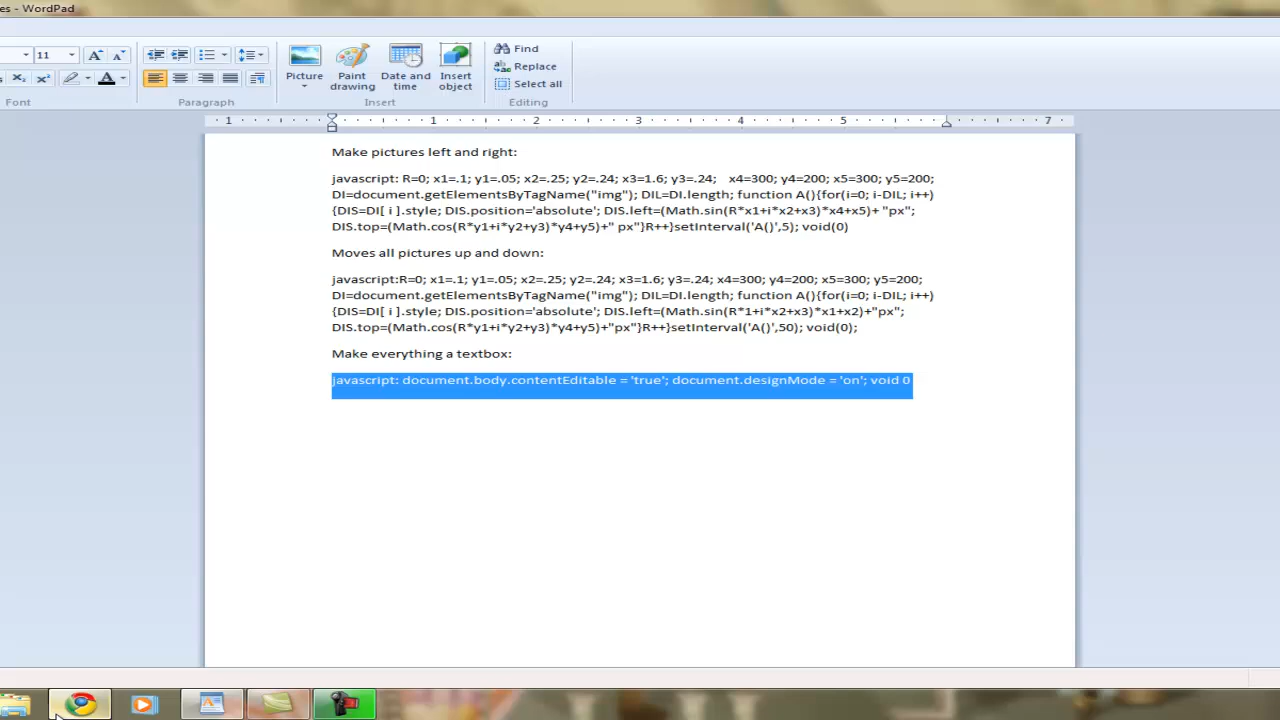 es - WordPad
11
A A
Picture
Paint drawing
Date and time
Insert object
Find
Replace
Select all
Font
Paragraph
Insert
Editing
1 1 2 3 4 5 7
Make pictures left and right:
javascript: R=0; x1=.1; y1=.05; x2=.25; y2=.24; x3=1.6; y3=.24; x4=300; y4=200; x5=300; y5=200;
DI=document.getElementsByTagName("img"); DIL=DI.length; function A(){for(i=0; i-DIL; i++)
{DIS=DI[ i ].style; DIS.position='absolute'; DIS.left=(Math.sin(R*x1+i*x2+x3)*x4+x5)+ "px";
DIS.top=(Math.cos(R*y1+i*y2+y3)*y4+y5)+" px"}R++}setInterval('A()',5); void(0)
Moves all pictures up and down:
javascript:R=0; x1=.1; y1=.05; x2=.25; y2=.24; x3=1.6; y3=.24; x4=300; y4=200; x5=300; y5=200;
DI=document.getElementsByTagName("img"); DIL=DI.length; function A(){for(i=0; i-DIL; i++)
{DIS=DI[ i ].style; DIS.position='absolute'; DIS.left=(Math.sin(R*1+i*x2+x3)*x1+x2)+"px";
DIS.top=(Math.cos(R*y1+i*y2+y3)*y4+y5)+"px"}R++}setInterval('A()',50); void(0);
Make everything a textbox:
javascript: document.body.contentEditable = 'true'; document.designMode = 'on'; void 0